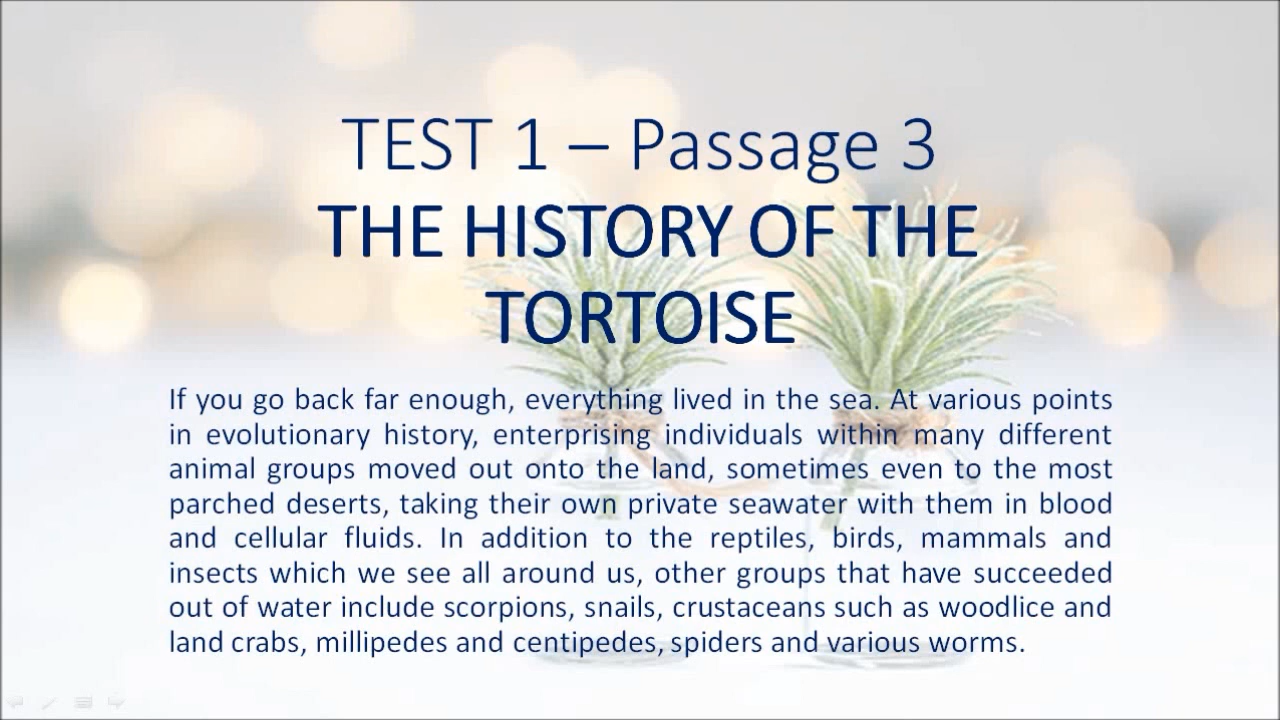 TEST 1 – Passage 3
THE HISTORY OF THE
TORTOISE
If you go back far enough, everything lived in the sea. At various points
in evolutionary history, enterprising individuals within many different
animal groups moved out onto the land, sometimes even to the most
parched deserts, taking their own private seawater with them in blood
and cellular fluids. In addition to the reptiles, birds, mammals and
insects which we see all around us, other groups that have succeeded
out of water include scorpions, snails, crustaceans such as woodlice and
land crabs, millipedes and centipedes, spiders and various worms.